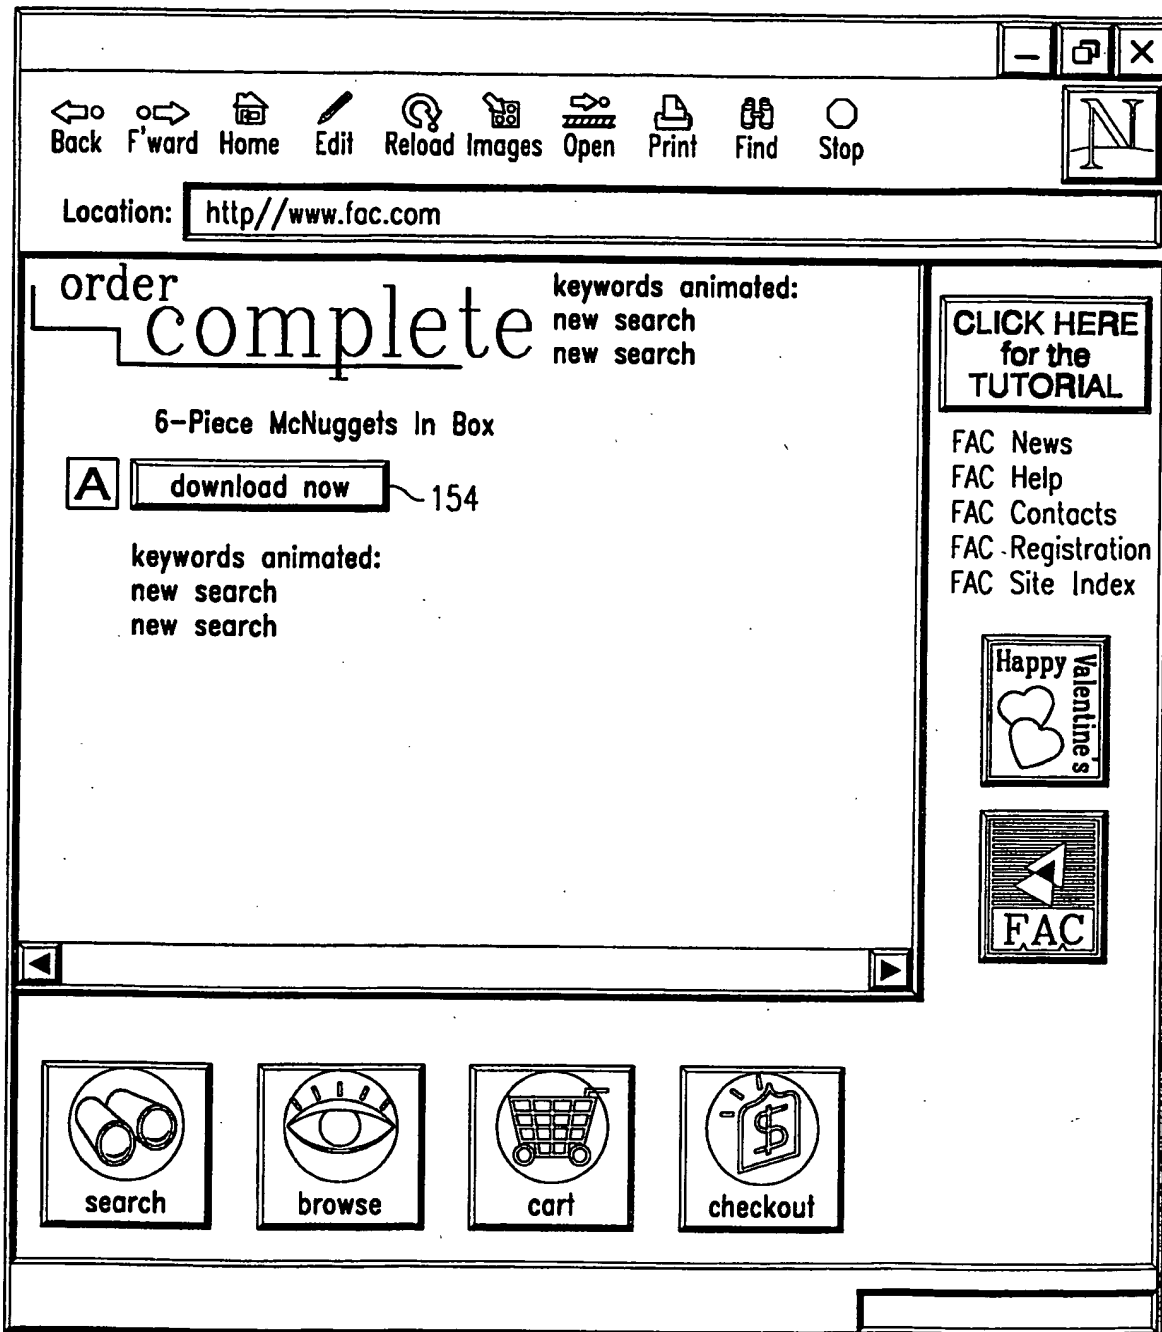 Back F'ward Home Edit Reload Images Open Print Find Stop
N
Location: http//www.fac.com
order
complete
keywords animated:
new search
new search
6-Piece McNuggets In Box
A download now 154
keywords animated:
new search
new search
CLICK HERE
for the
TUTORIAL
FAC News
FAC Help
FAC Contacts
FAC Registration
FAC Site Index
Happy Valentine's
FAC
search browse cart $ checkout